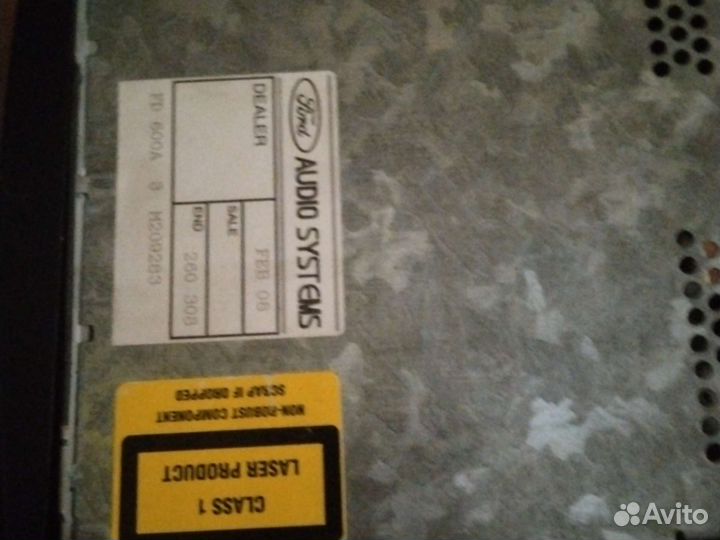 Ford AUDIO SYSTEMS
DEALER
FEB 08
SALE
END 260 308
FD 600A 8 M209283
NON-ROBUST COMPONENT
SCRAP IF DROPPED
CLASS 1
LASER PRODUCT
Avito